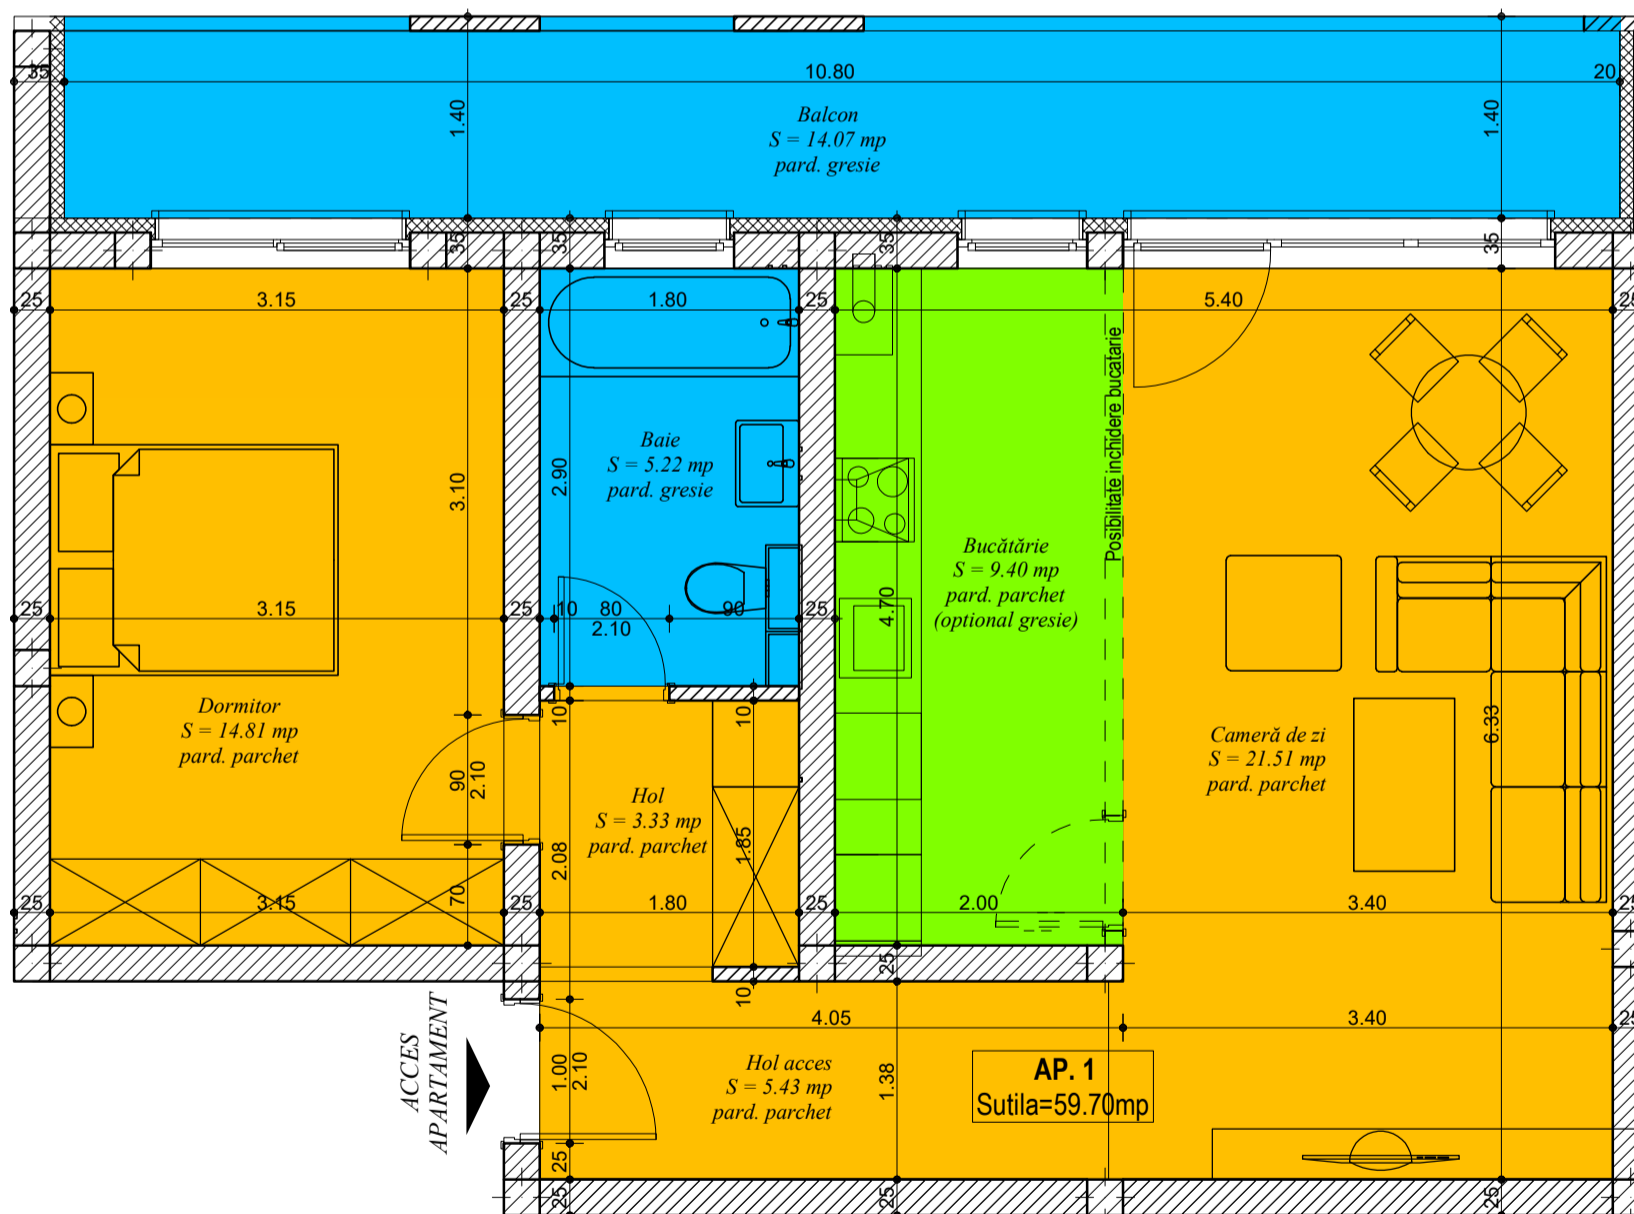 35
10.80
20
1.40
Balcon
S = 14.07 mp
pard. gresie
1.40
35
35
35
35
25
3.15
25
1.80
25
5.40
25
Posibilitate inchidere bucatarie
3.10
2.90
Baie
S = 5.22 mp
pard. gresie
Bucătărie
S = 9.40 mp
pard. parchet
(optional gresie)
4.70
25
3.15
25
10
80
2.10
90
25
Dormitor
S = 14.81 mp
pard. parchet
10
10
6.33
Cameră de zi
S = 21.51 mp
pard. parchet
90
2.10
Hol
S = 3.33 mp
pard. parchet
2.08
1.85
70
25
3.15
25
1.80
25
2.00
3.40
25
25
10
4.05
3.40
25
ACCES
APARTAMENT
1.00
2.10
Hol acces
S = 5.43 mp
pard. parchet
1.38
AP. 1
Sutila=59.70mp
25
25
25
25